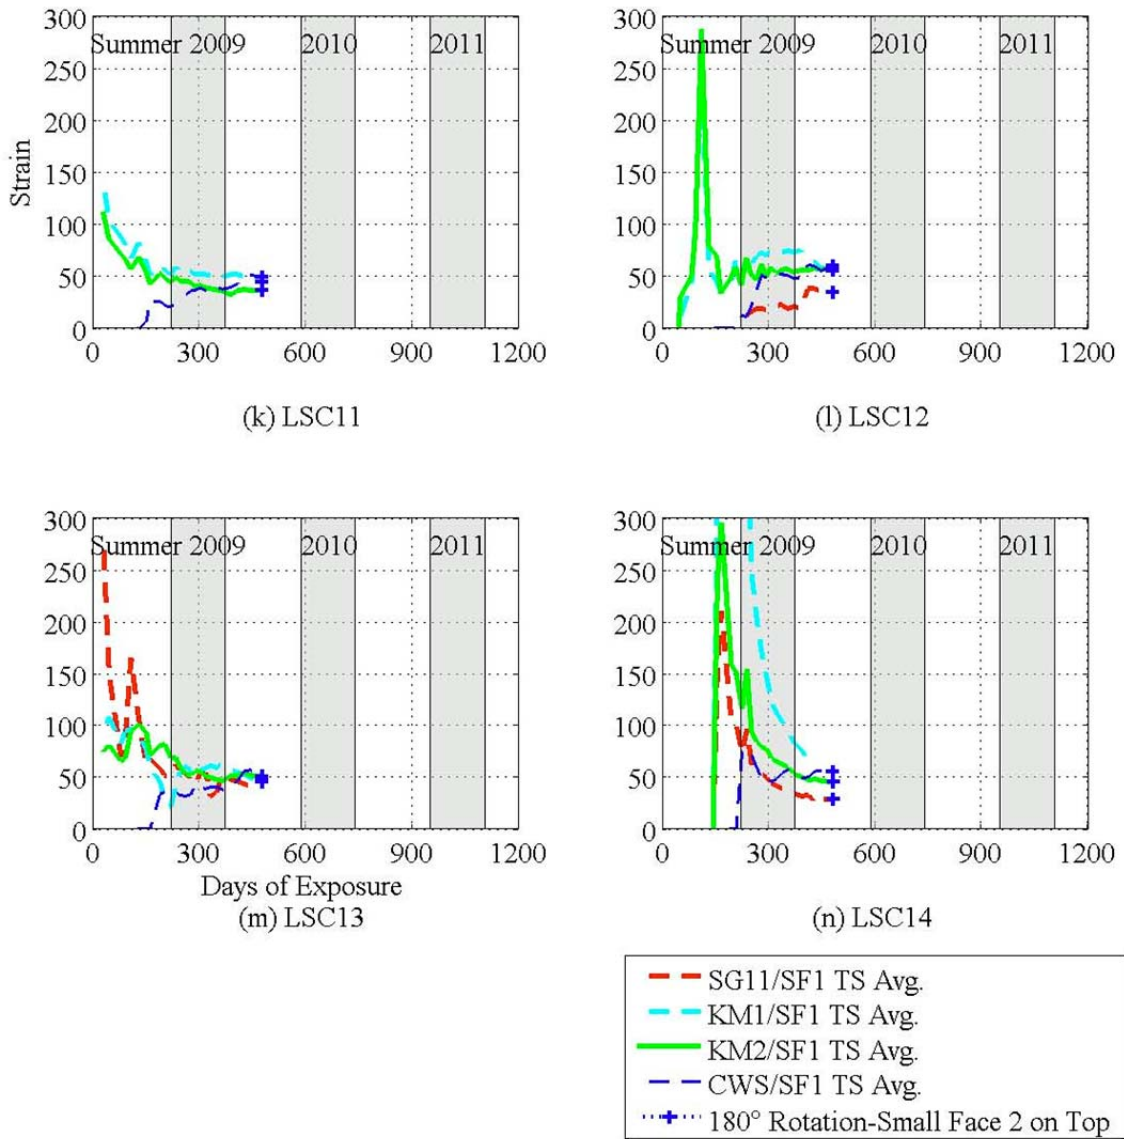 300
250
200
150
100
50
0
Strain
Summer 2009
2010
2011
0 300 600 900 1200
(k) LSC11
300
250
200
150
100
50
0
Summer 2009
2010
2011
0 300 600 900 1200
(l) LSC12
300
250
200
150
100
50
0
Summer 2009
2010
2011
0 300 600 900 1200
Days of Exposure
(m) LSC13
300
250
200
150
100
50
0
Summer 2009
2010
2011
0 300 600 900 1200
(n) LSC14
SG11/SF1 TS Avg.
KM1/SF1 TS Avg.
KM2/SF1 TS Avg.
CWS/SF1 TS Avg.
180° Rotation-Small Face 2 on Top